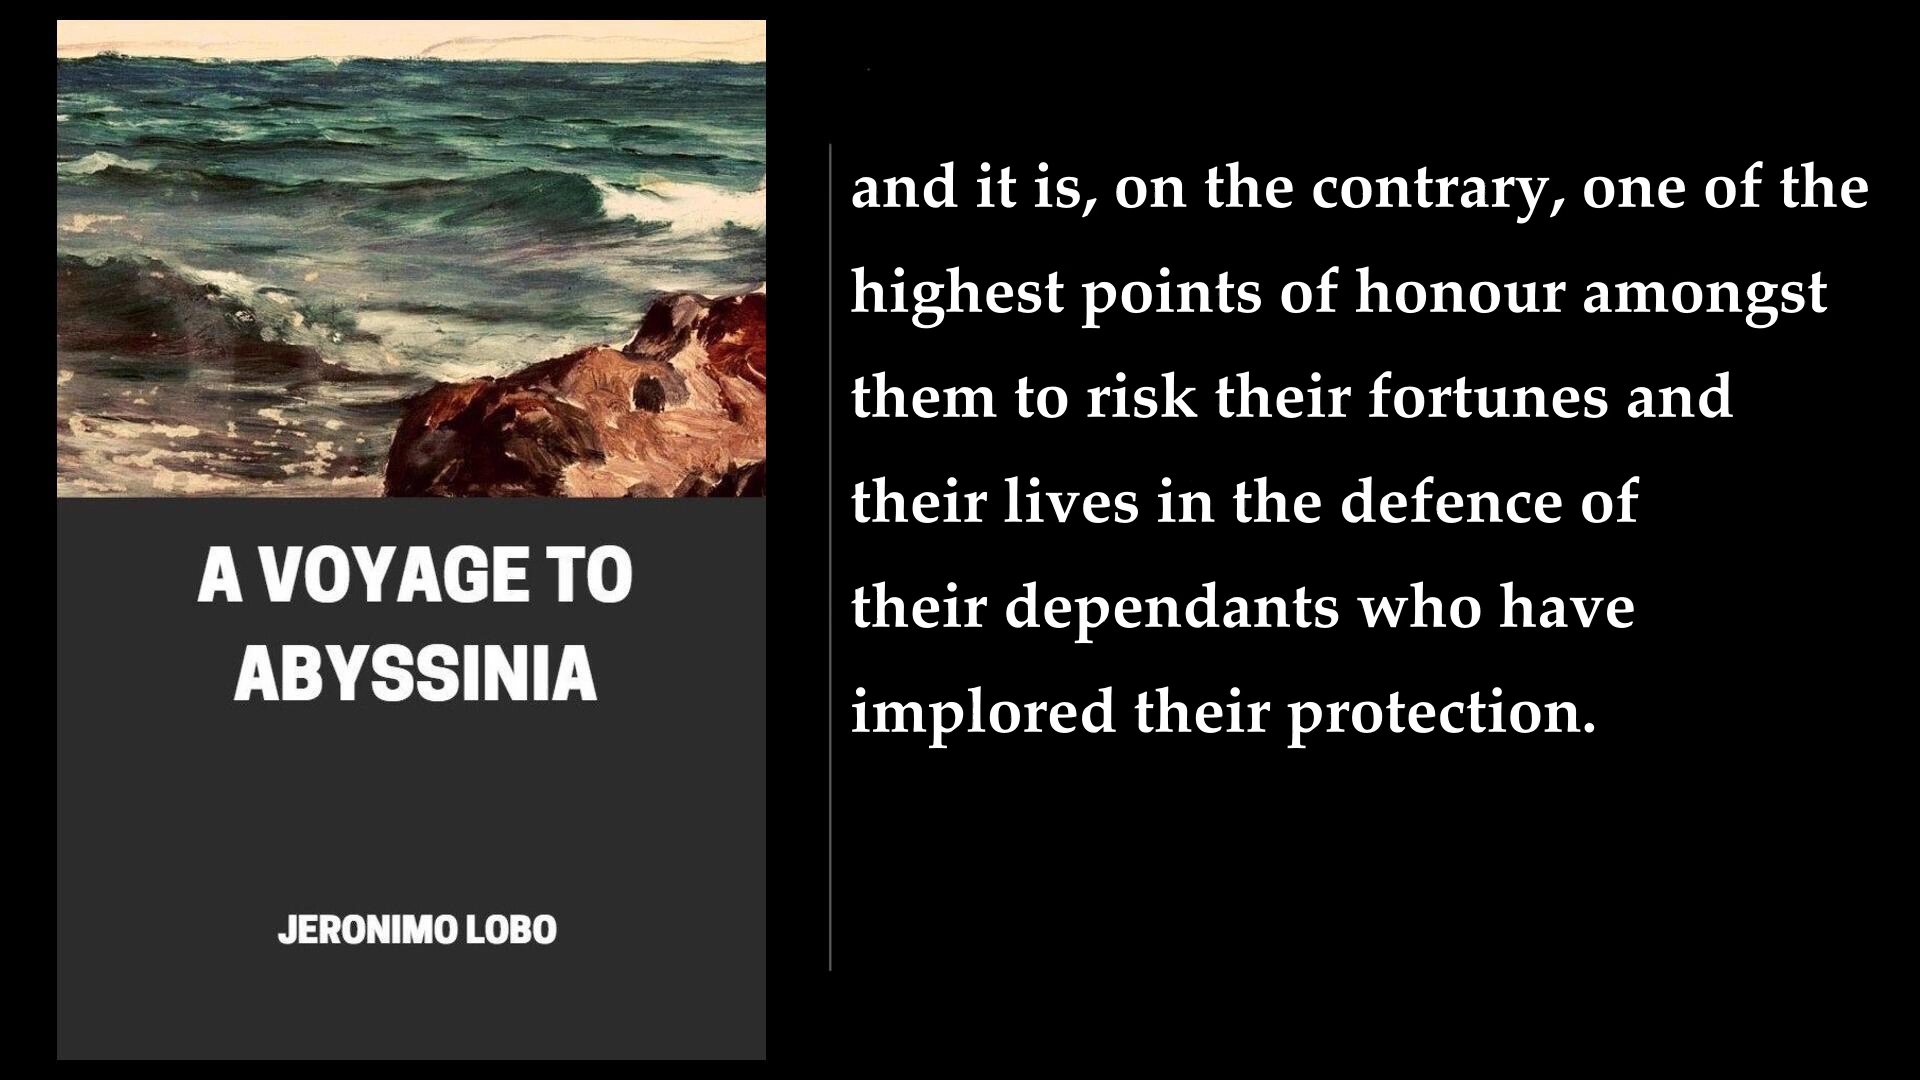 A VOYAGE TO
ABYSSINIA
JERONIMO LOBO
and it is, on the contrary, one of the
highest points of honour amongst
them to risk their fortunes and
their lives in the defence of
their dependants who have
implored their protection.